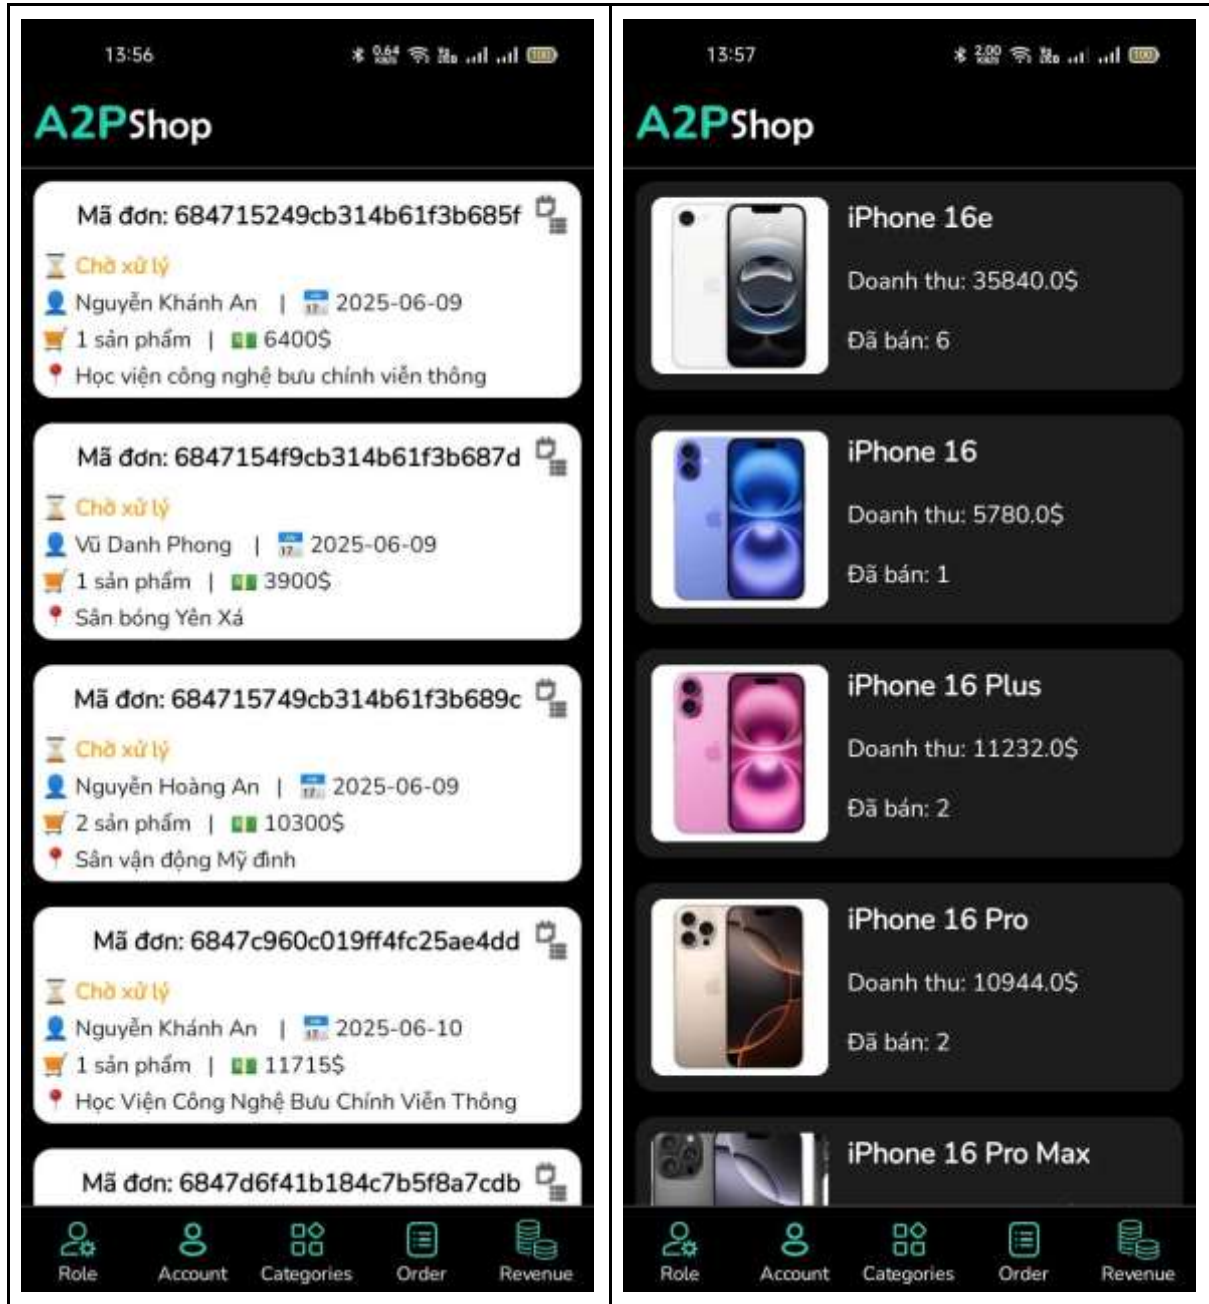 13:56
0.64
A2PShop
Mã đơn: 684715249cb314b61f3b685f
Chờ xử lý
Nguyễn Khánh An | 2025-06-09
1 sản phẩm | 6400$
Học viện công nghệ bưu chính viễn thông
Mã đơn: 6847154f9cb314b61f3b687d
Chờ xử lý
Vũ Danh Phong | 2025-06-09
1 sản phẩm | 3900$
Sân bóng Yên Xá
Mã đơn: 684715749cb314b61f3b689c
Chờ xử lý
Nguyễn Hoàng An | 2025-06-09
2 sản phẩm | 10300$
Sân vận động Mỹ đình
Mã đơn: 6847c960c019ff4fc25ae4dd
Chờ xử lý
Nguyễn Khánh An | 2025-06-10
1 sản phẩm | 11715$
Học Viện Công Nghệ Bưu Chính Viễn Thông
Mã đơn: 6847d6f41b184c7b5f8a7cdb
Role Account Categories Order Revenue
13:57
2.00
A2PShop
iPhone 16e
Doanh thu: 35840.0$
Đã bán: 6
iPhone 16
Doanh thu: 5780.0$
Đã bán: 1
iPhone 16 Plus
Doanh thu: 11232.0$
Đã bán: 2
iPhone 16 Pro
Doanh thu: 10944.0$
Đã bán: 2
iPhone 16 Pro Max
Role Account Categories Order Revenue